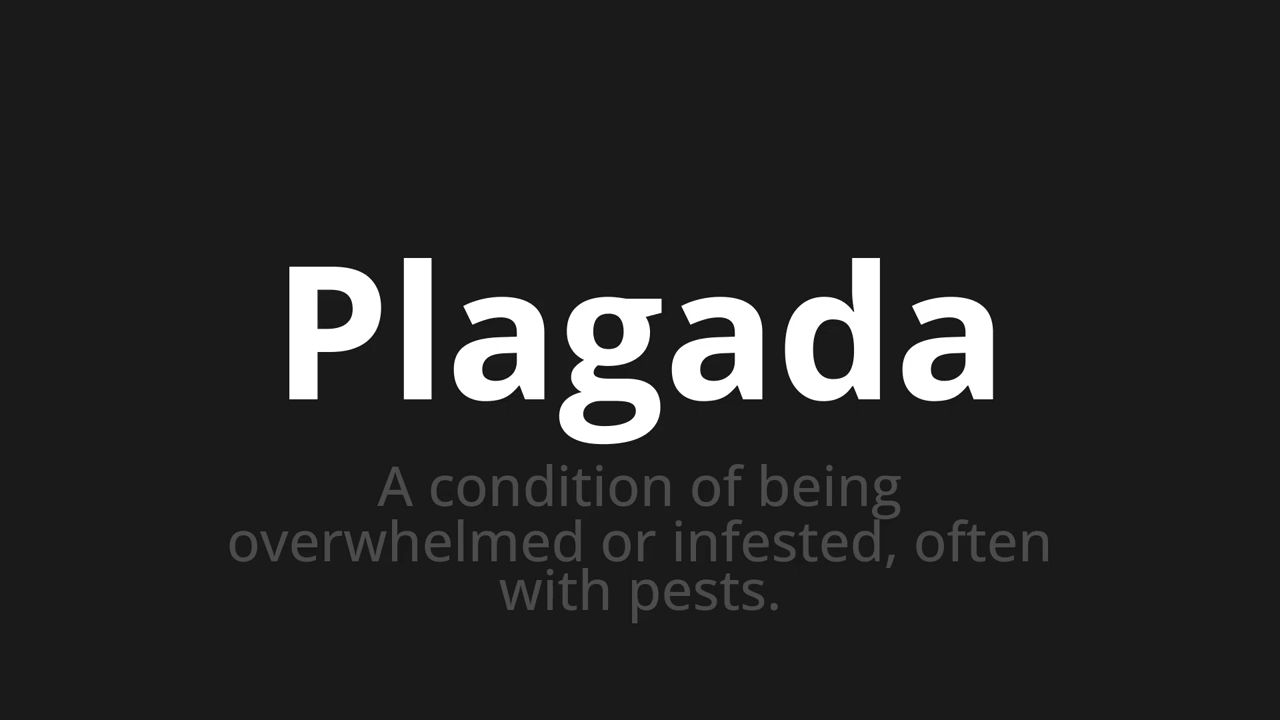 Plagada
A condition of being
overwhelmed or infested, often
with pests.